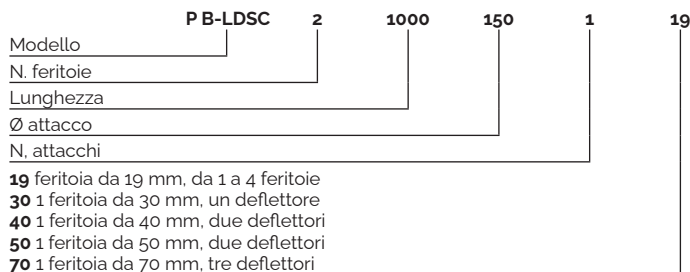 P B-LDSC 2 1000 150 1 19
Modello
N. feritoie
Lunghezza
Ø attacco
N, attacchi
19 feritoia da 19 mm, da 1 a 4 feritoie
30 1 feritoia da 30 mm, un deflettore
40 1 feritoia da 40 mm, due deflettori
50 1 feritoia da 50 mm, due deflettori
70 1 feritoia da 70 mm, tre deflettori